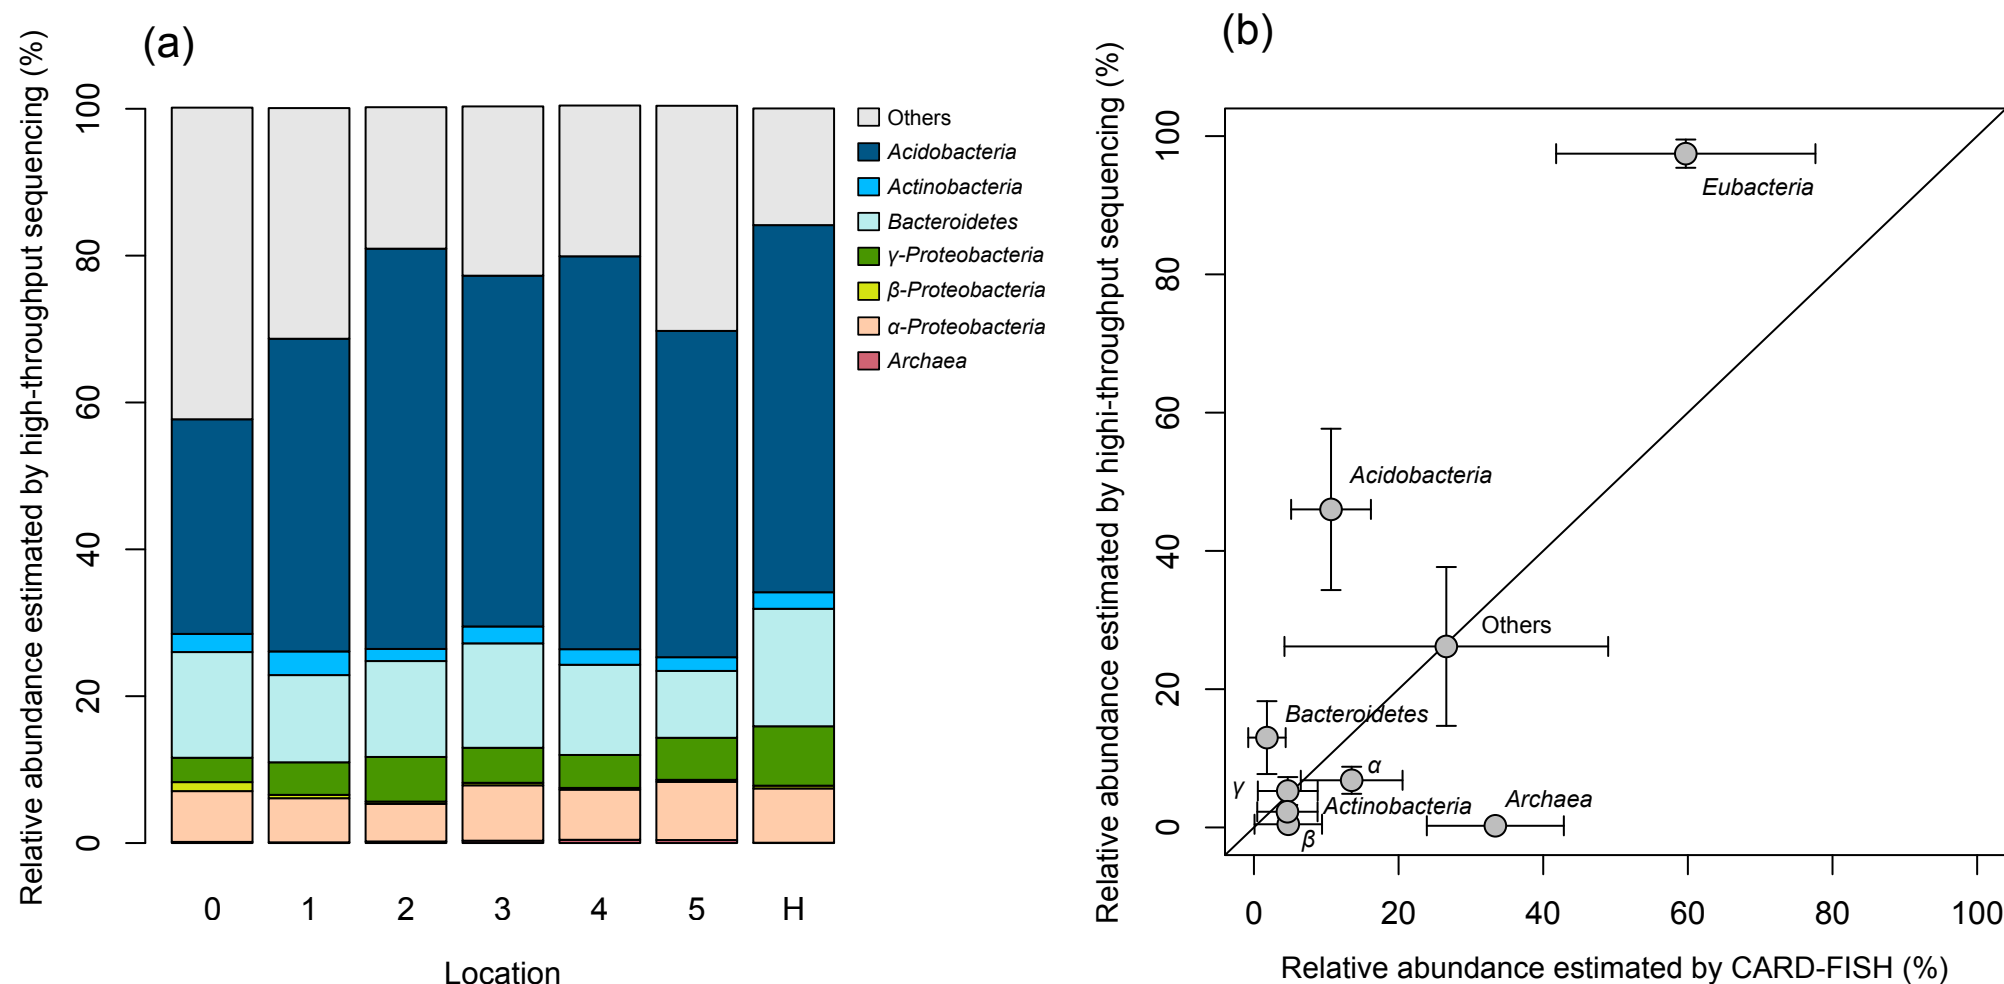 (a)
Relative abundance estimated by high-throughput sequencing (%)
100
80
60
40
20
0
0 1 2 3 4 5 H
Location
Others
Acidobacteria
Actinobacteria
Bacteroidetes
γ-Proteobacteria
β-Proteobacteria
α-Proteobacteria
Archaea
(b)
Relative abundance estimated by highi-throughput sequencing (%)
100
80
60
40
20
0
Eubacteria
Acidobacteria
Others
Bacteroidetes
α
γ
Actinobacteria
Archaea
β
0 20 40 60 80 100
Relative abundance estimated by CARD-FISH (%)